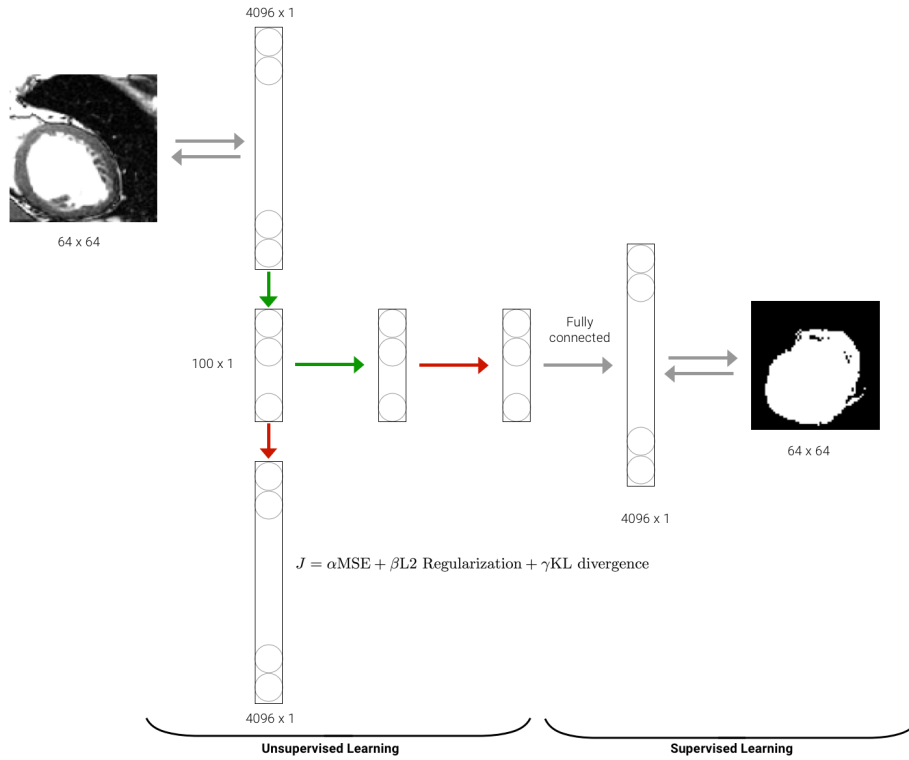 4096 x 1
64 x 64
Fully
connected
100 x 1
64 x 64
4096 x 1
J = αMSE + βL2 Regularization + γKL divergence
4096 x 1
Unsupervised Learning
Supervised Learning